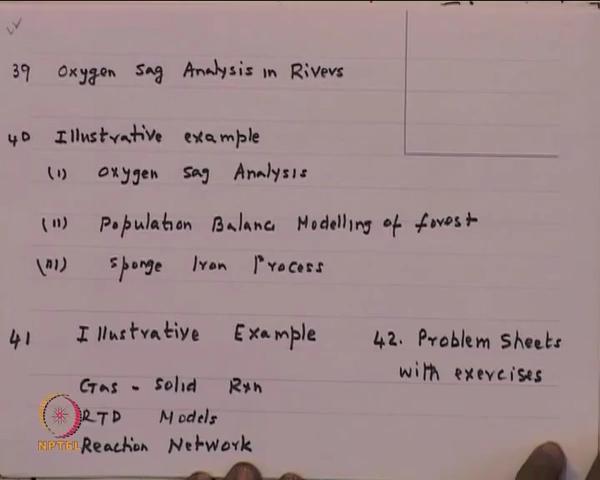 39 Oxygen Sag Analysis in Rivers
40 Illustrative example
(i) Oxygen Sag Analysis
(ii) Population Balanc Modelling of forest
(iii) Sponge Iron Process
41 Illustrative Example
Gas - Solid Rxn
RTD Models
Reaction Network
42. Problem Sheets
with exercises
NPTEL